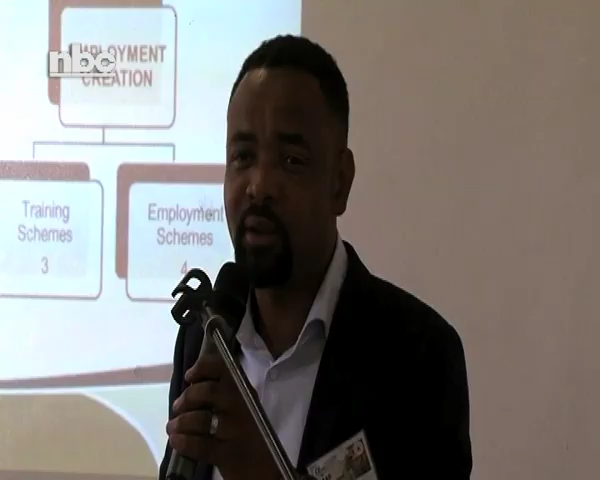 nbc
EMPLOYMENT
CREATION
Training
Schemes
3
Employment
Schemes
4